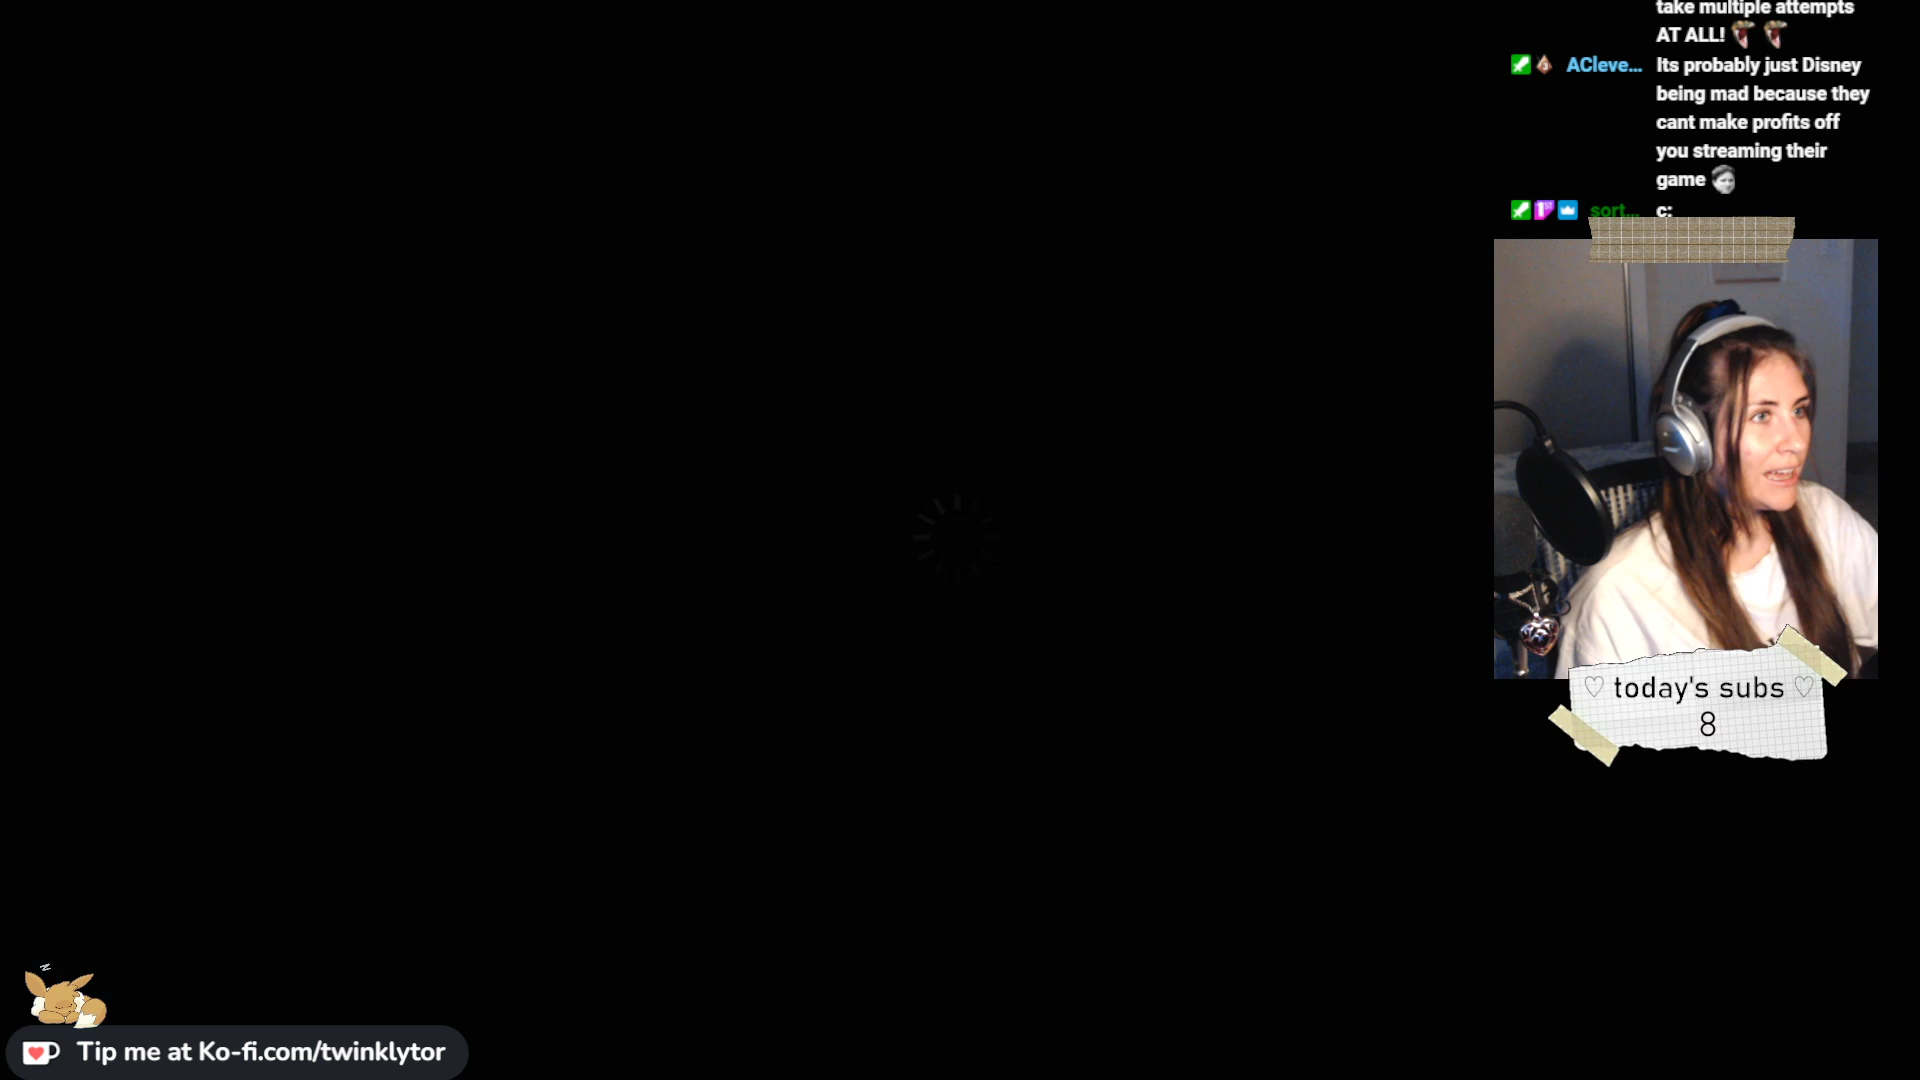 take multiple attempts
AT ALL!
ACleve... Its probably just Disney
being mad because they
cant make profits off
you streaming their
game
sort... c:
♡ today's subs ♡
8
Tip me at Ko-fi.com/twinklytor